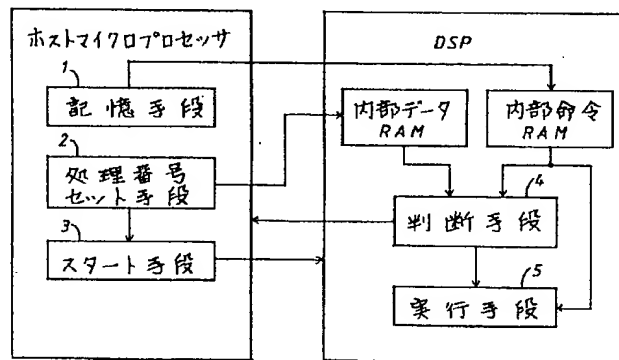 ホストマイクロプロセッサ
1
記憶手段
2
処理番号
セット手段
3
スタート手段
DSP
内部データ
RAM
内部命令
RAM
4
判断手段
5
実行手段